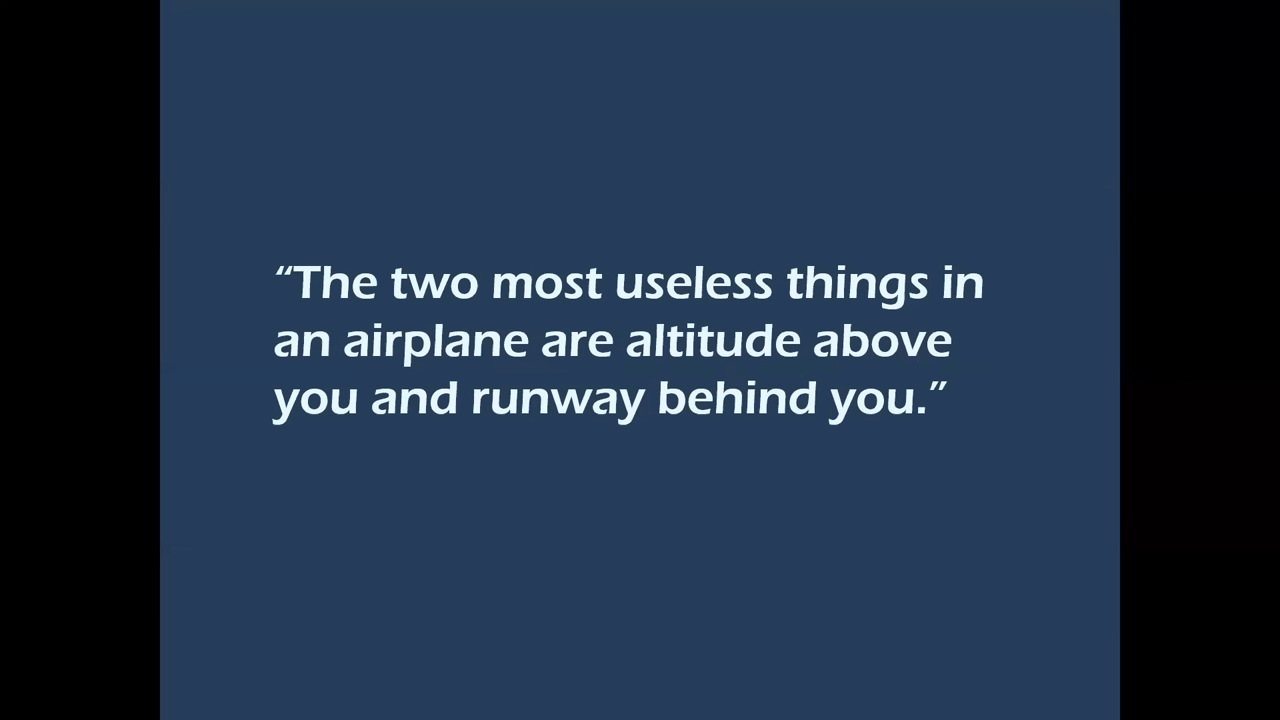 “The two most useless things in
an airplane are altitude above
you and runway behind you.”